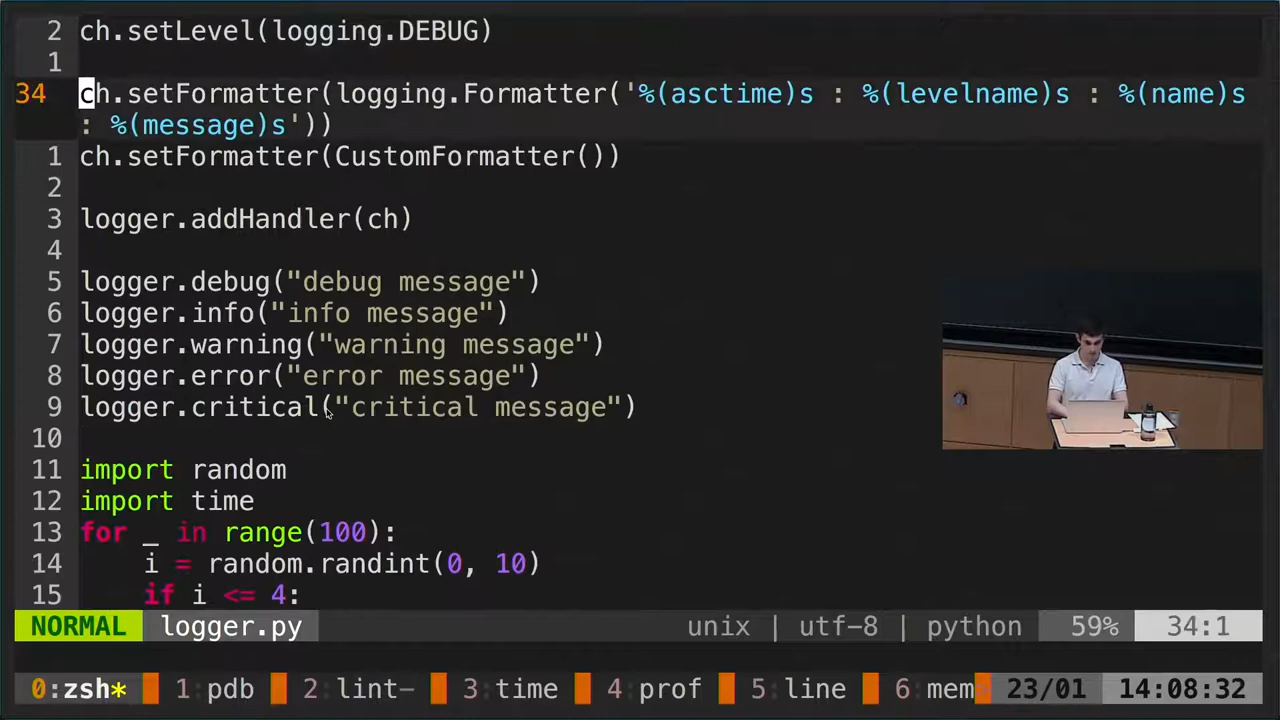 2 ch.setLevel(logging.DEBUG)
1
34 ch.setFormatter(logging.Formatter('%(asctime)s : %(levelname)s : %(name)s
: %(message)s'))
1 ch.setFormatter(CustomFormatter())
2
3 logger.addHandler(ch)
4
5 logger.debug("debug message")
6 logger.info("info message")
7 logger.warning("warning message")
8 logger.error("error message")
9 logger.critical("critical message")
10
11 import random
12 import time
13 for _ in range(100):
14     i = random.randint(0, 10)
15     if i <= 4:
NORMAL logger.py unix | utf-8 | python 59% 34:1
0:zsh* 1:pdb 2:lint- 3:time 4:prof 5:line 6:mem 23/01 14:08:32